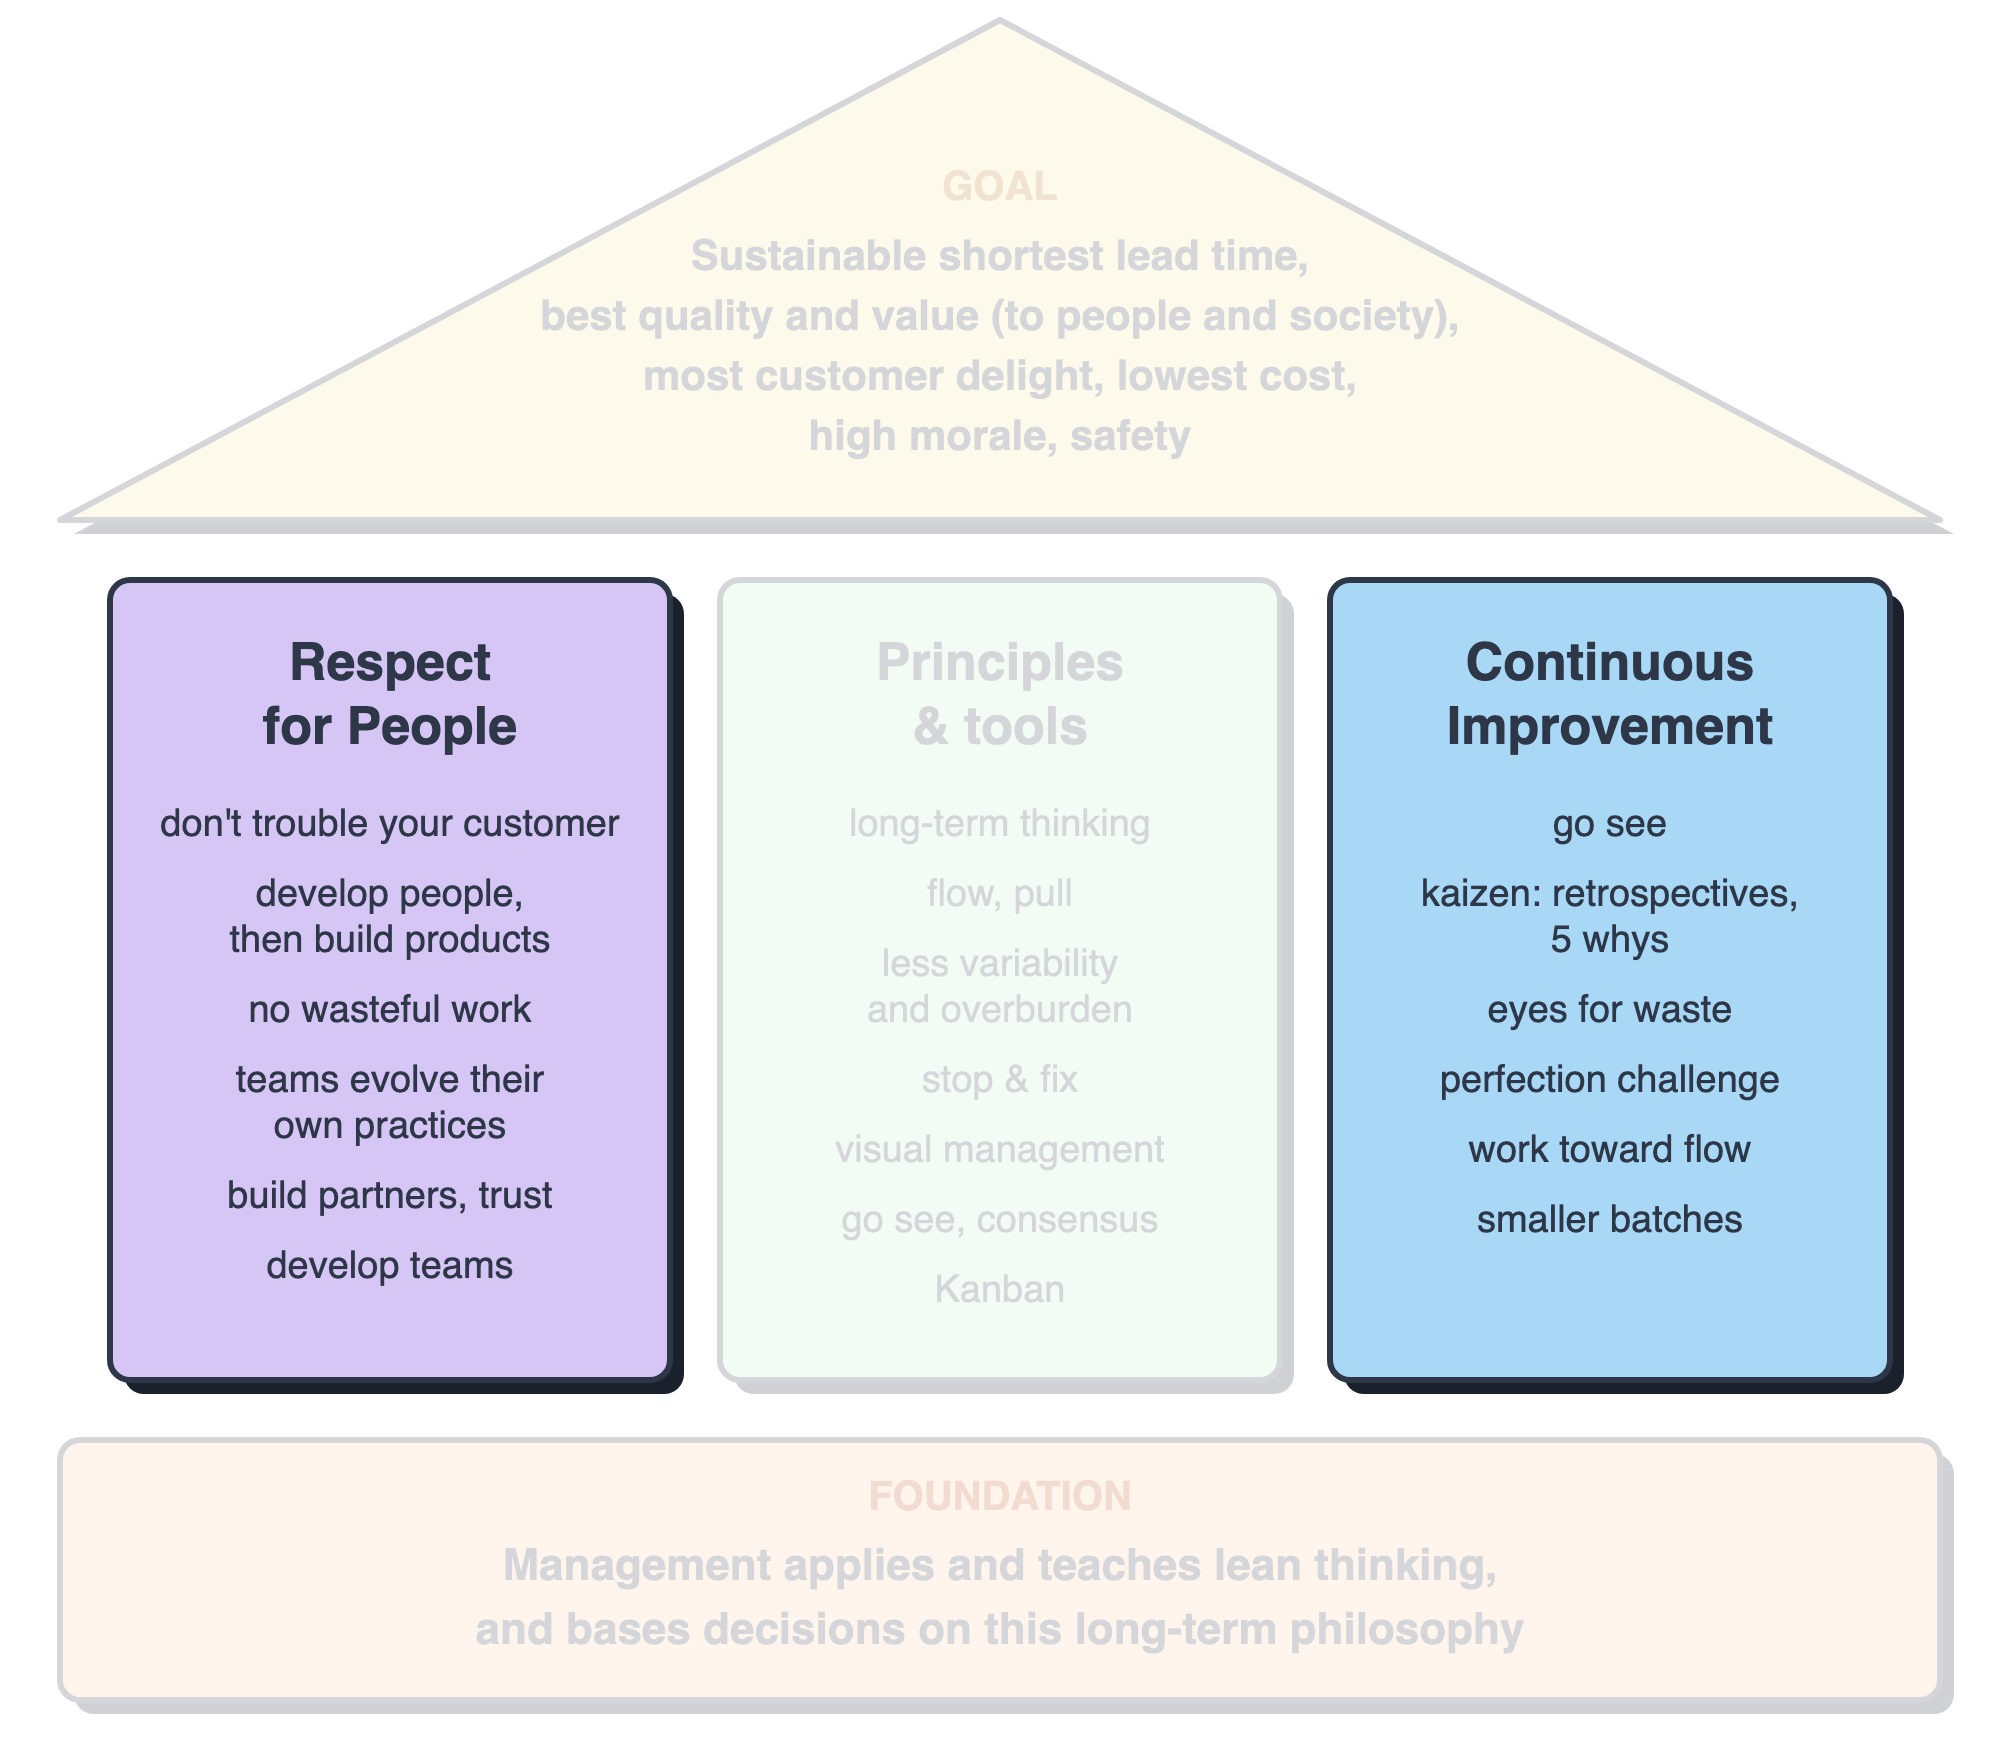 GOAL
Sustainable shortest lead time,
best quality and value (to people and society),
most customer delight, lowest cost,
high morale, safety
Respect
for People
don't trouble your customer
develop people,
then build products
no wasteful work
teams evolve their
own practices
build partners, trust
develop teams
Principles
& tools
long-term thinking
flow, pull
less variability
and overburden
stop & fix
visual management
go see, consensus
Kanban
Continuous
Improvement
go see
kaizen: retrospectives,
5 whys
eyes for waste
perfection challenge
work toward flow
smaller batches
FOUNDATION
Management applies and teaches lean thinking,
and bases decisions on this long-term philosophy